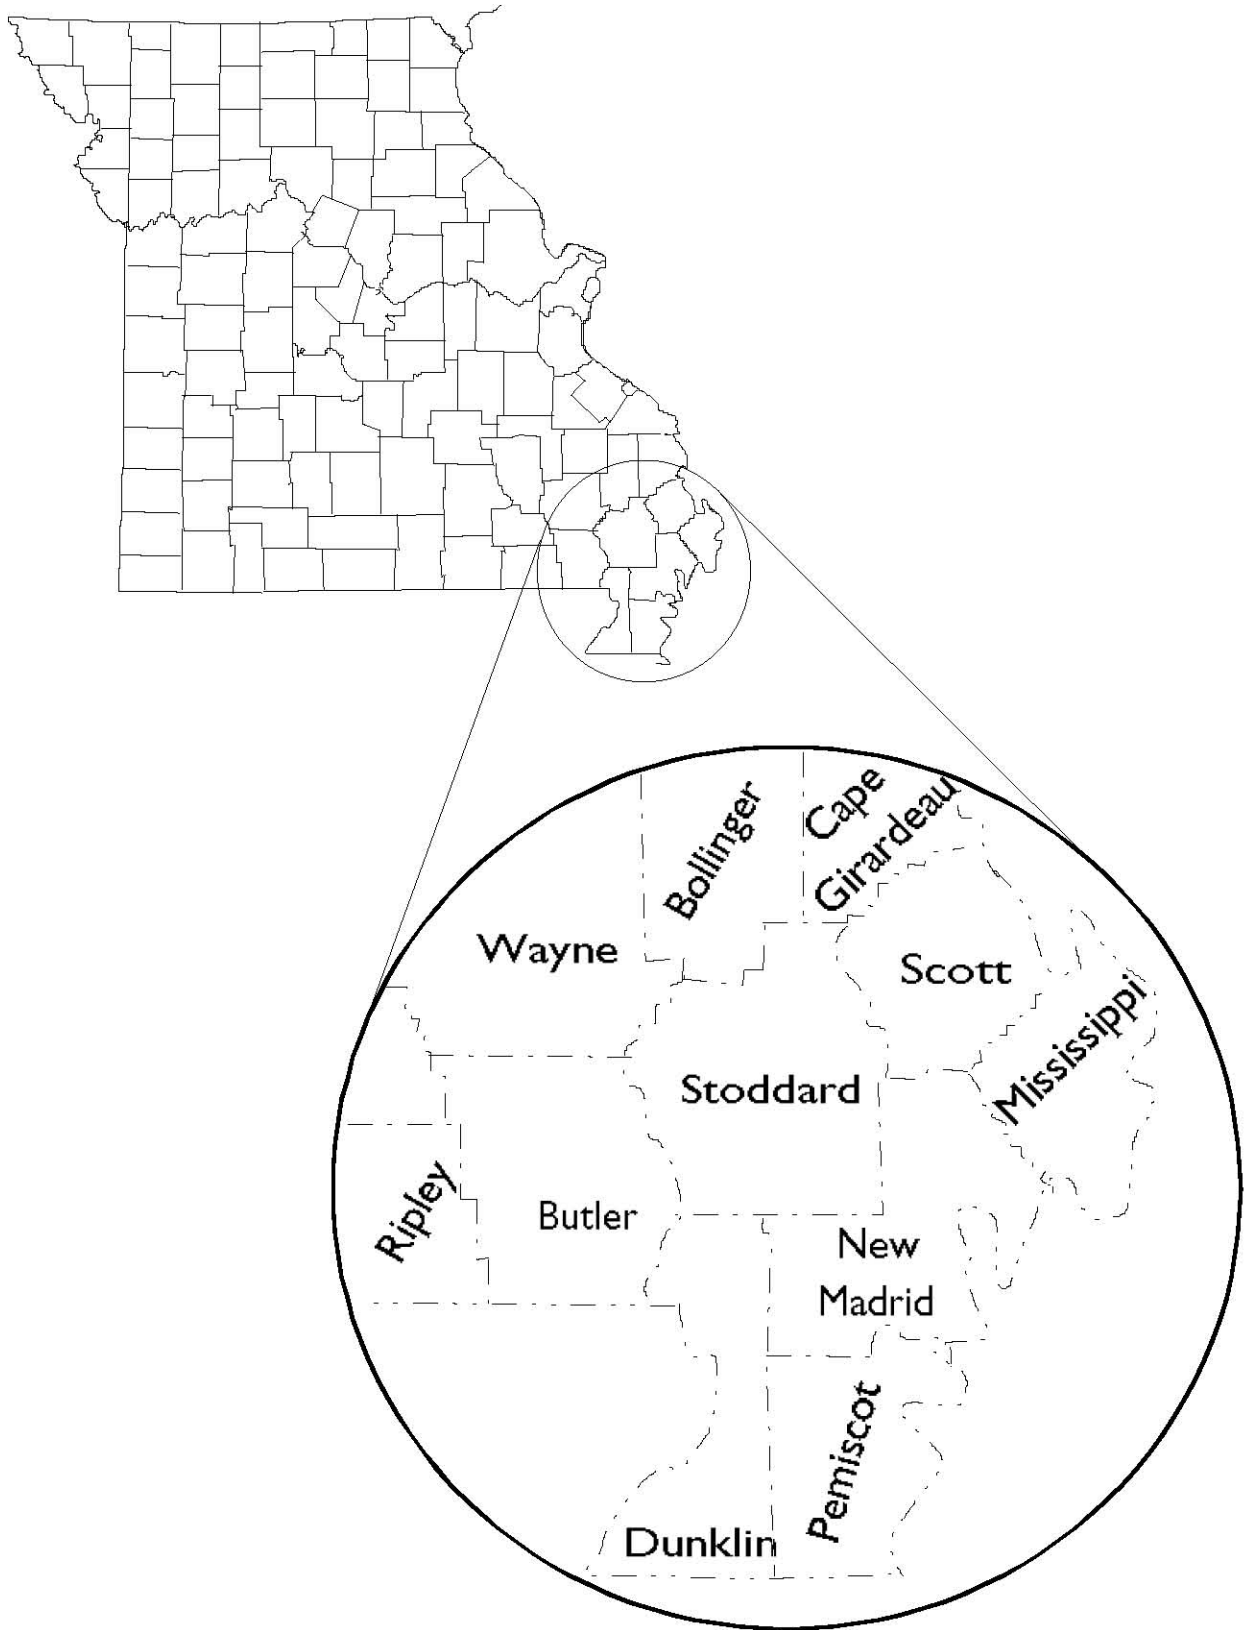 Bollinger
Cape
Girardeau
Wayne
Scott
Mississippi
Stoddard
Ripley
Butler
New
Madrid
Pemiscot
Dunklin